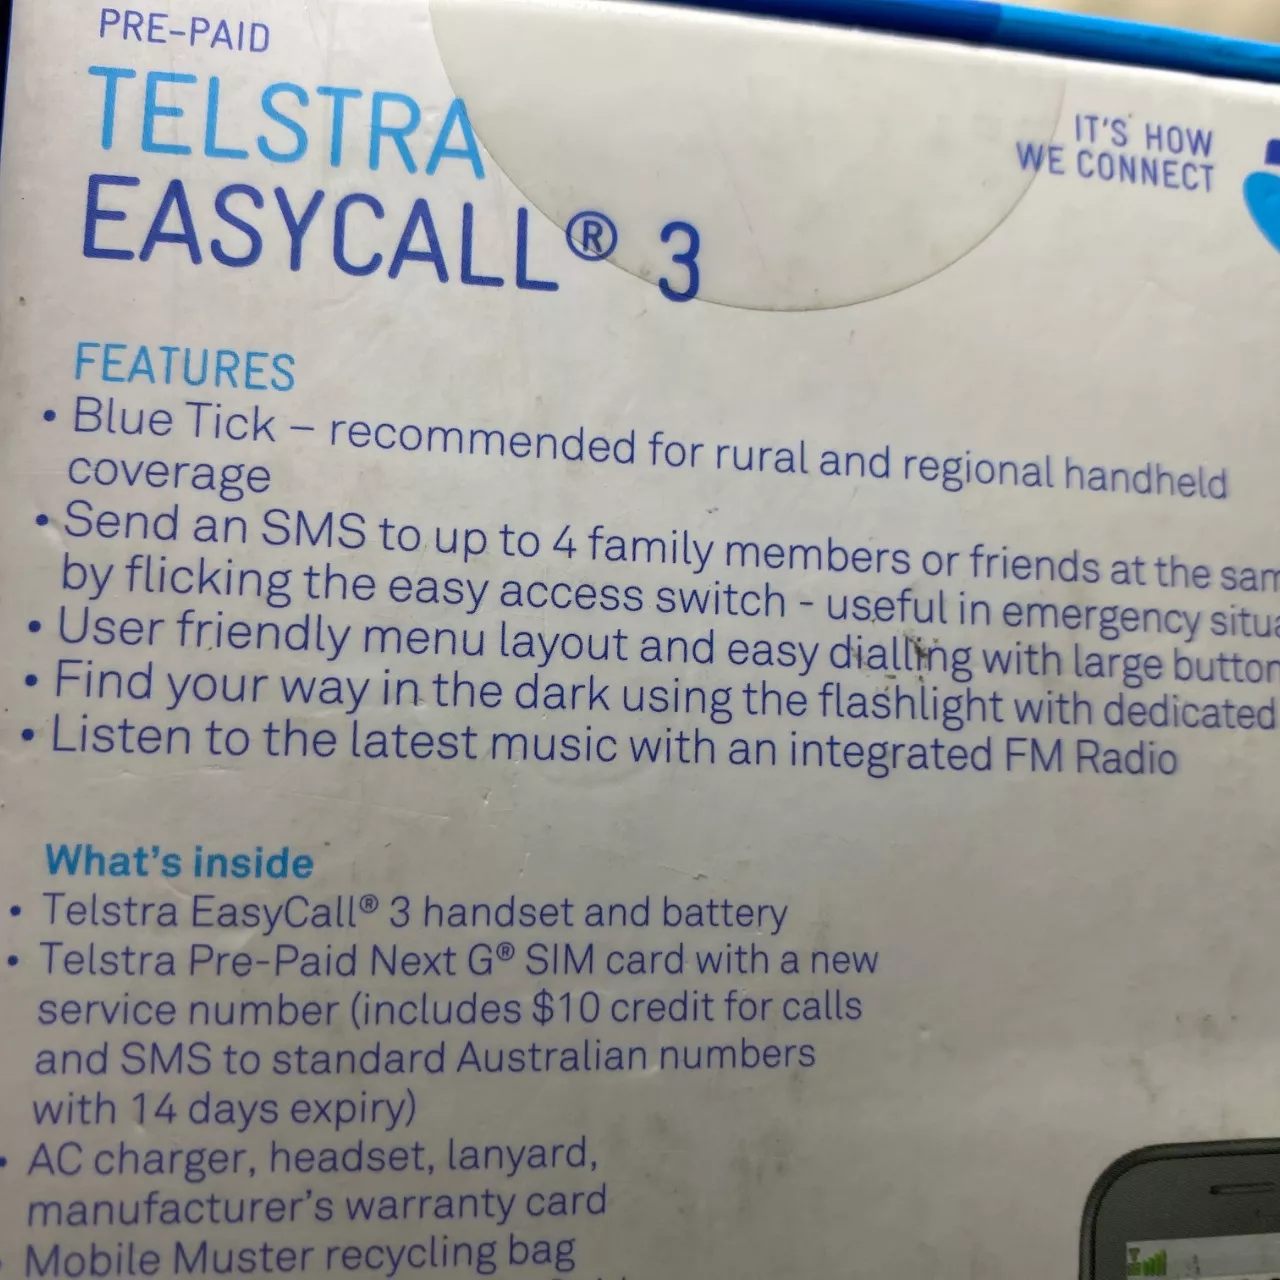 PRE-PAID
TELSTRA
EASYCALL® 3
IT'S HOW
WE CONNECT
FEATURES
• Blue Tick – recommended for rural and regional handheld
coverage
• Send an SMS to up to 4 family members or friends at the
by flicking the easy access switch - useful in emergency
• User friendly menu layout and easy dialling with large
• Find your way in the dark using the flashlight with dedicated
• Listen to the latest music with an integrated FM Radio
What's inside
• Telstra EasyCall® 3 handset and battery
• Telstra Pre-Paid Next G® SIM card with a new
service number (includes $10 credit for calls
and SMS to standard Australian numbers
with 14 days expiry)
• AC charger, headset, lanyard,
manufacturer's warranty card
• Mobile Muster recycling bag